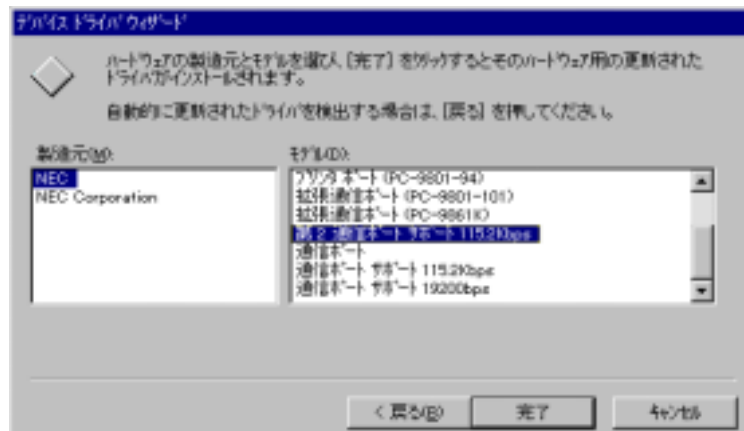 デバイス ドライバ ウィザード
ハードウェアの製造元とモデルを選び、[完了] をクリックするとそのハードウェア用の更新された
ドライバがインストールされます。
自動的に更新されたドライバを検出する場合は、[戻る] を押してください。
製造元(M):
NEC
NEC Corporation
モデル(D):
プリンタ ポート (PC-9801-94)
拡張通信ポート (PC-9801-101)
拡張通信ポート (PC-9861K)
第 2 通信ポート サポート 115.2Kbps
通信ポート
通信ポート サポート 115.2Kbps
通信ポート サポート 19200bps
< 戻る(B)
完了
キャンセル